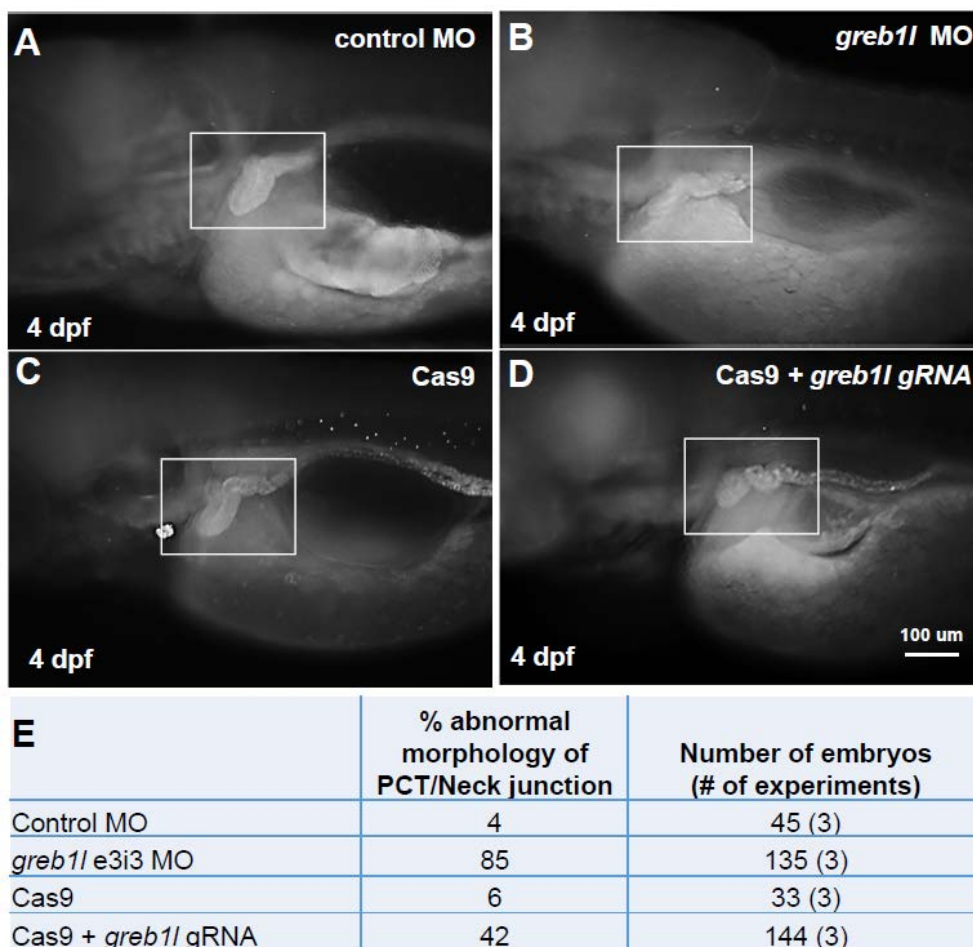 A
control MO
4 dpf
B
greb1l MO
4 dpf
C
Cas9
4 dpf
D
Cas9 + greb1l gRNA
100 um
4 dpf
E
% abnormal
morphology of
PCT/Neck junction
Number of embryos
(# of experiments)
Control MO 4 45 (3)
greb1l e3i3 MO 85 135 (3)
Cas9 6 33 (3)
Cas9 + greb1l gRNA 42 144 (3)